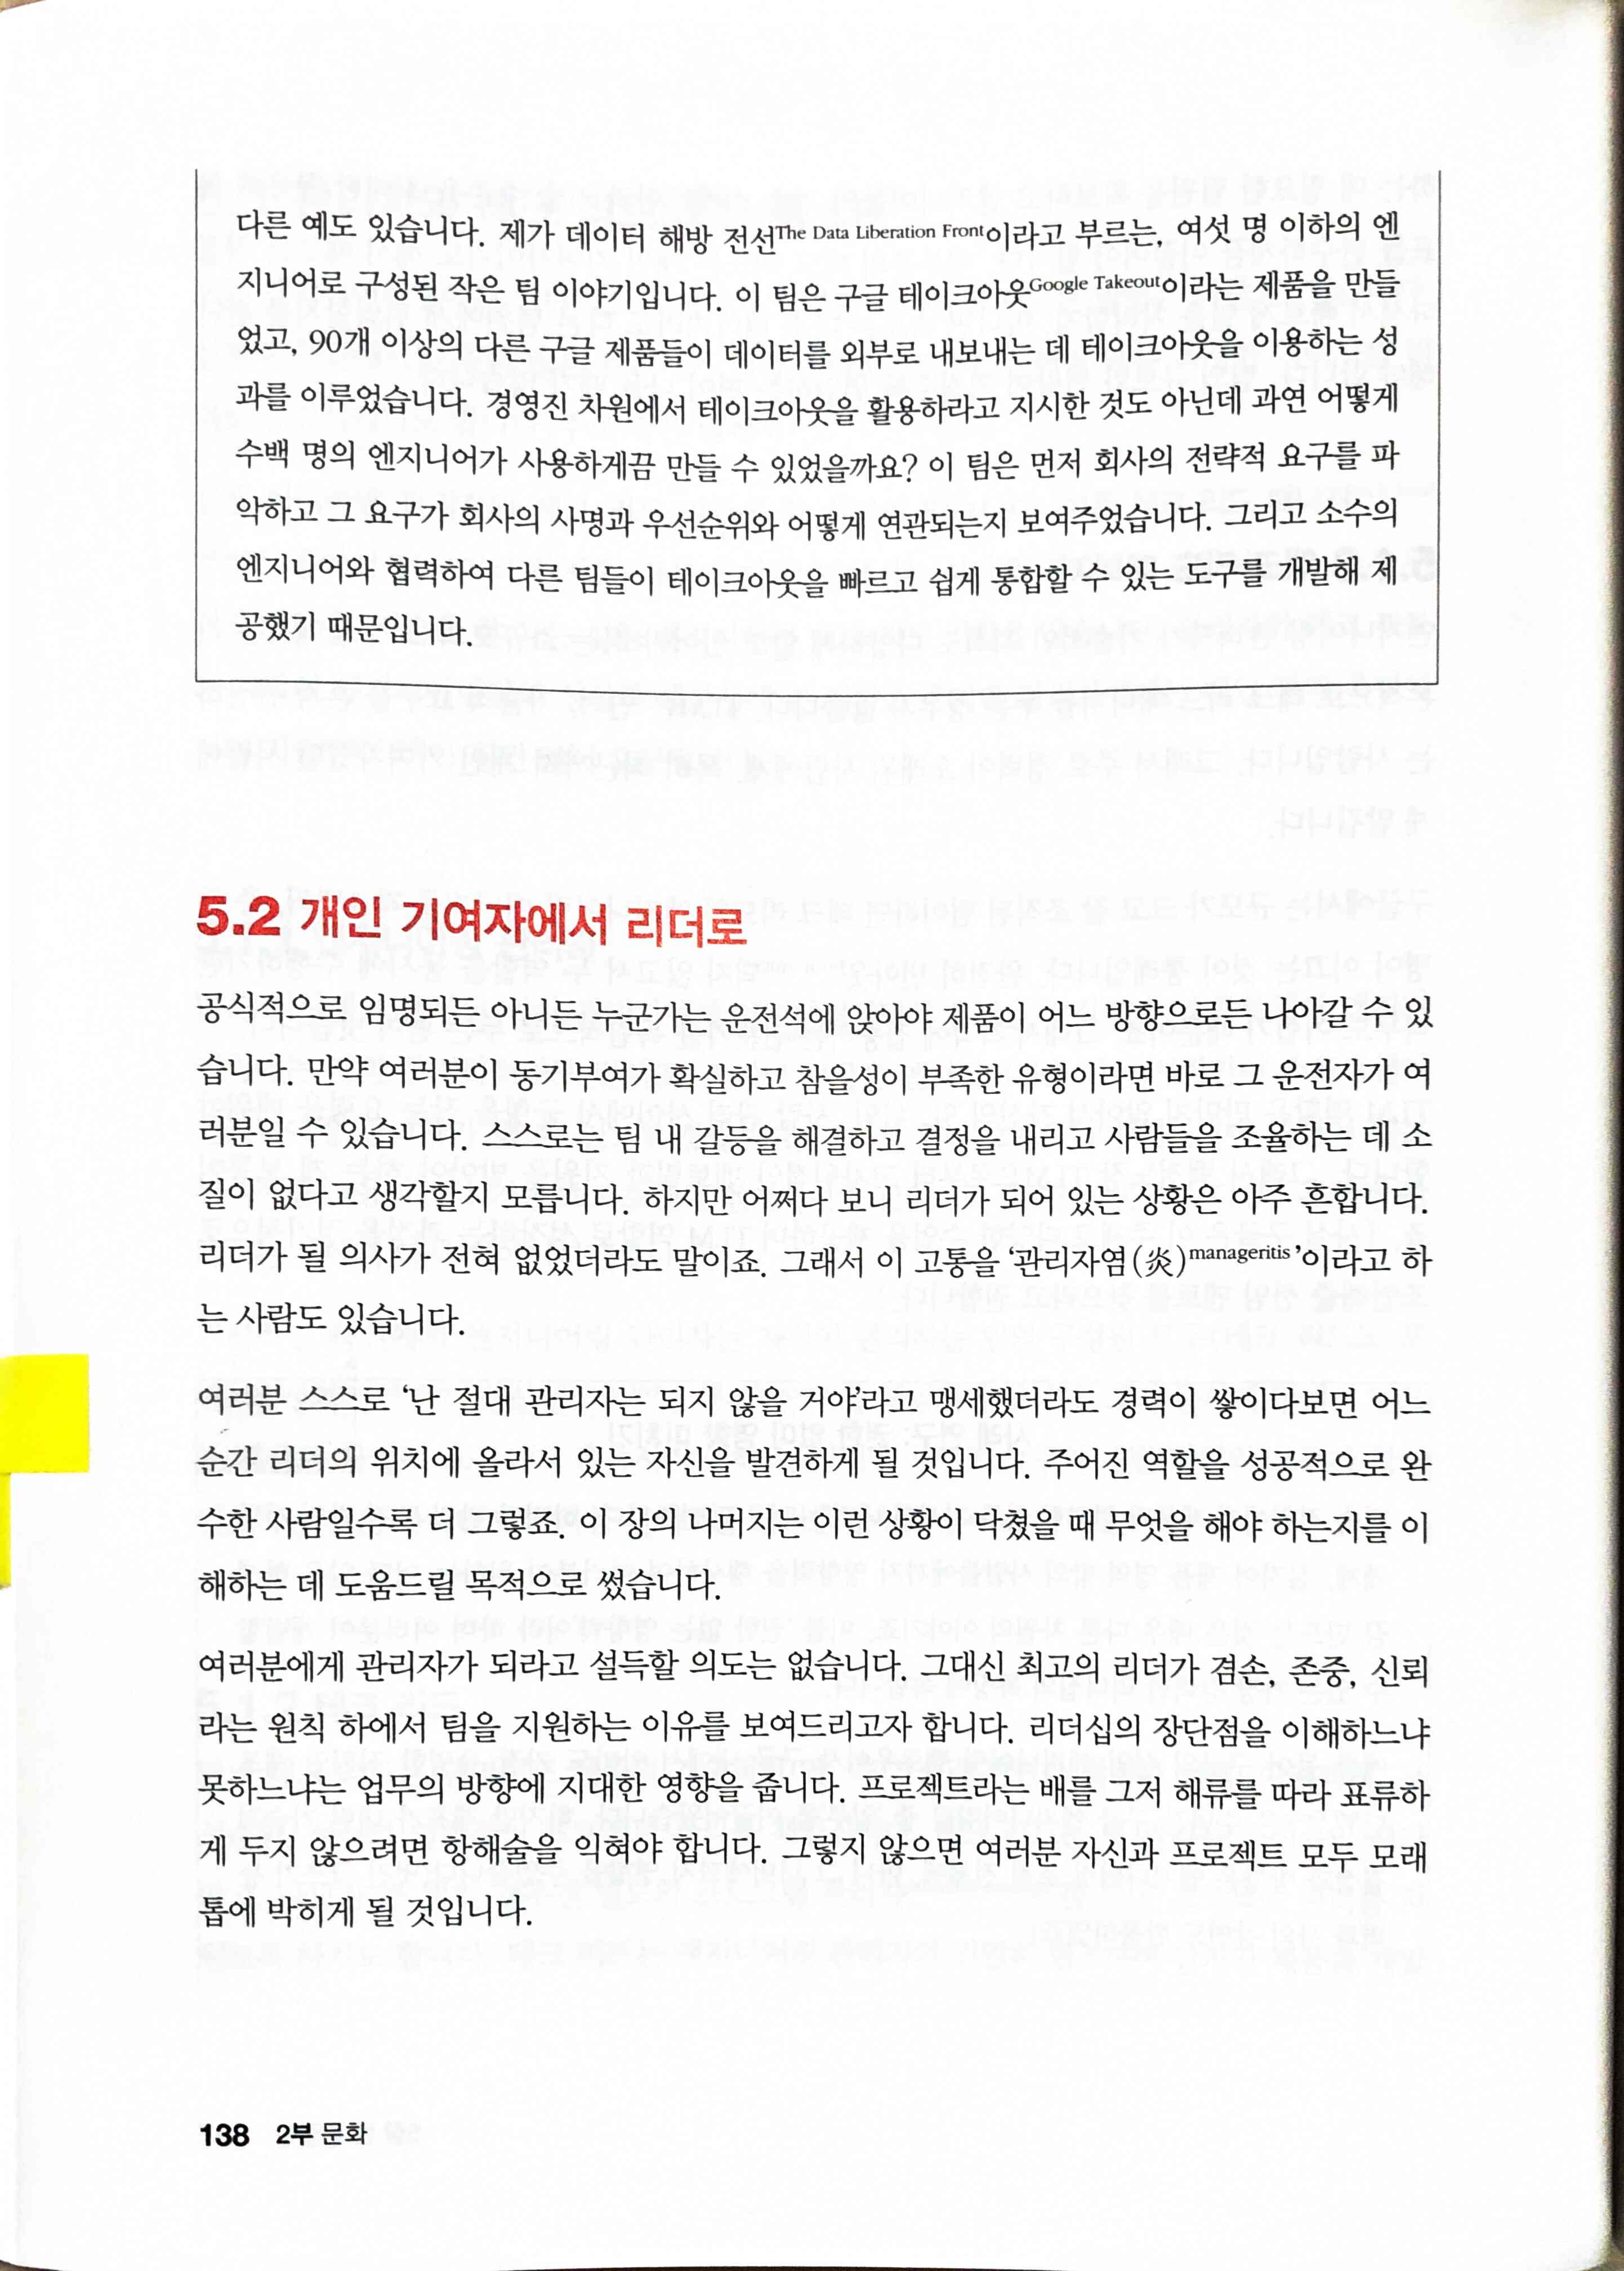 다른 예도 있습니다. 제가 데이터 해방 전선The Data Liberation Front이라고 부르는, 여섯 명 이하의 엔
지니어로 구성된 작은 팀 이야기입니다. 이 팀은 구글 테이크아웃Google Takeout이라는 제품을 만들
었고, 90개 이상의 다른 구글 제품들이 데이터를 외부로 내보내는 데 테이크아웃을 이용하는 성
과를 이루었습니다. 경영진 차원에서 테이크아웃을 활용하라고 지시한 것도 아닌데 과연 어떻게
수백 명의 엔지니어가 사용하게끔 만들 수 있었을까요? 이 팀은 먼저 회사의 전략적 요구를 파
악하고 그 요구가 회사의 사명과 우선순위와 어떻게 연관되는지 보여주었습니다. 그리고 소수의
엔지니어와 협력하여 다른 팀들이 테이크아웃을 빠르고 쉽게 통합할 수 있는 도구를 개발해 제
공했기 때문입니다.
5.2 개인 기여자에서 리더로
공식적으로 임명되든 아니든 누군가는 운전석에 앉아야 제품이 어느 방향으로든 나아갈 수 있
습니다. 만약 여러분이 동기부여가 확실하고 참을성이 부족한 유형이라면 바로 그 운전자가 여
러분일 수 있습니다. 스스로는 팀 내 갈등을 해결하고 결정을 내리고 사람들을 조율하는 데 소
질이 없다고 생각할지 모릅니다. 하지만 어쩌다 보니 리더가 되어 있는 상황은 아주 흔합니다.
리더가 될 의사가 전혀 없었더라도 말이죠. 그래서 이 고통을 ‘관리자염(炎)manageritis’이라고 하
는 사람도 있습니다.
여러분 스스로 ‘난 절대 관리자는 되지 않을 거야’라고 맹세했더라도 경력이 쌓이다보면 어느
순간 리더의 위치에 올라서 있는 자신을 발견하게 될 것입니다. 주어진 역할을 성공적으로 완
수한 사람일수록 더 그렇죠. 이 장의 나머지는 이런 상황이 닥쳤을 때 무엇을 해야 하는지를 이
해하는 데 도움드릴 목적으로 썼습니다.
여러분에게 관리자가 되라고 설득할 의도는 없습니다. 그대신 최고의 리더가 겸손, 존중, 신뢰
라는 원칙 하에서 팀을 지원하는 이유를 보여드리고자 합니다. 리더십의 장단점을 이해하느냐
못하느냐는 업무의 방향에 지대한 영향을 줍니다. 프로젝트라는 배를 그저 해류를 따라 표류하
게 두지 않으려면 항해술을 익혀야 합니다. 그렇지 않으면 여러분 자신과 프로젝트 모두 모래
톱에 박히게 될 것입니다.
138 2부 문화